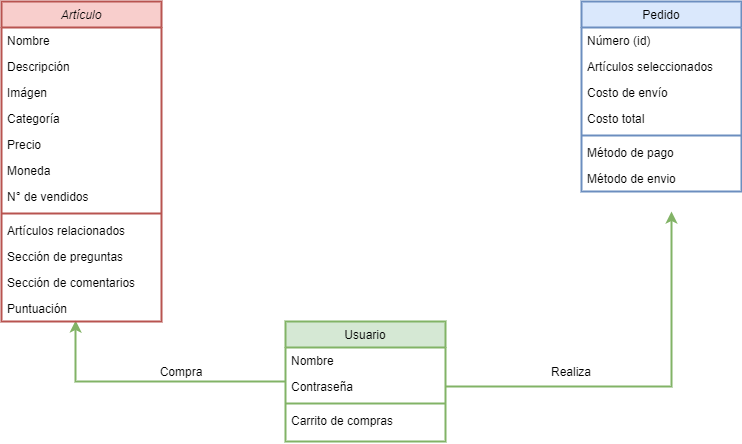 Artículo
Nombre
Descripción
Imágen
Categoría
Precio
Moneda
N° de vendidos
Artículos relacionados
Sección de preguntas
Sección de comentarios
Puntuación
Pedido
Número (id)
Artículos seleccionados
Costo de envío
Costo total
Método de pago
Método de envio
Usuario
Nombre
Contraseña
Carrito de compras
Compra
Realiza